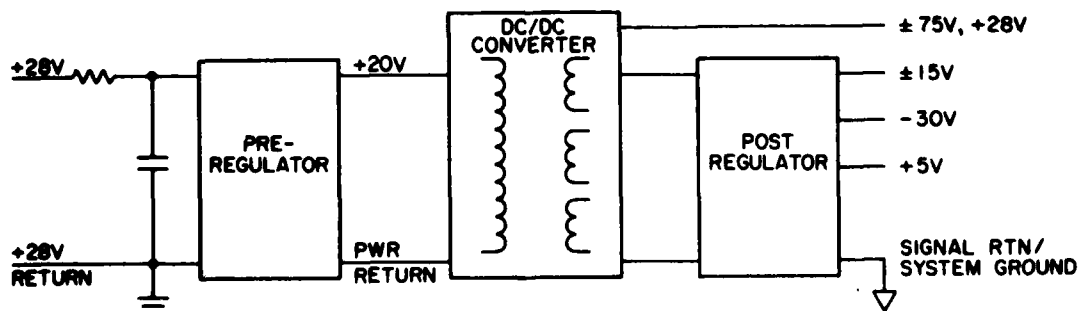 +28V
+28V
RETURN
PRE-
REGULATOR
+20V
PWR
RETURN
DC/DC
CONVERTER
POST
REGULATOR
± 75V, +28V
± 15V
- 30V
+5V
SIGNAL RTN/
SYSTEM GROUND